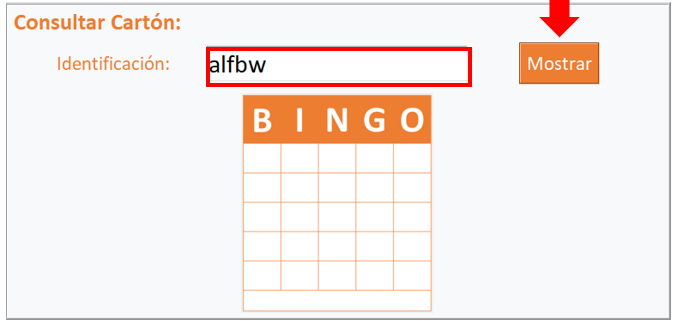 Consultar Cartón:
Identificación: alfbw Mostrar
B I N G O